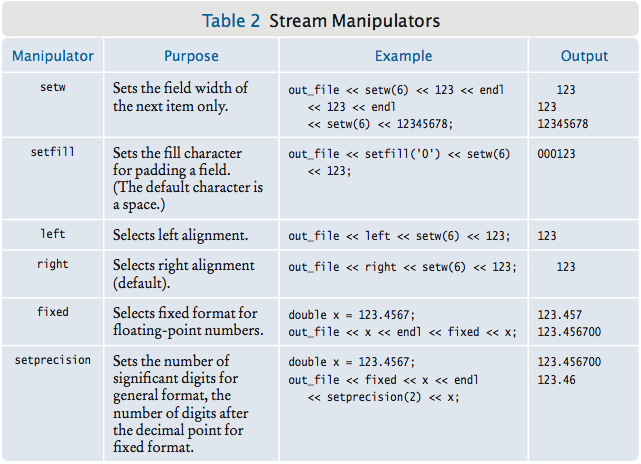 Table 2 Stream Manipulators
Manipulator Purpose Example Output
setw
Sets the field width of
the next item only.
out_file << setw(6) << 123 << endl
<< 123 << endl
<< setw(6) << 12345678;
123
123
12345678
setfill
Sets the fill character
for padding a field.
(The default character is
a space.)
out_file << setfill('0') << setw(6)
<< 123;
000123
left
Selects left alignment.
out_file << left << setw(6) << 123;
123
right
Selects right alignment
(default).
out_file << right << setw(6) << 123;
123
fixed
Selects fixed format for
floating-point numbers.
double x = 123.4567;
out_file << x << endl << fixed << x;
123.457
123.456700
setprecision
Sets the number of
significant digits for
general format, the
number of digits after
the decimal point for
fixed format.
double x = 123.4567;
out_file << fixed << x << endl
<< setprecision(2) << x;
123.456700
123.46